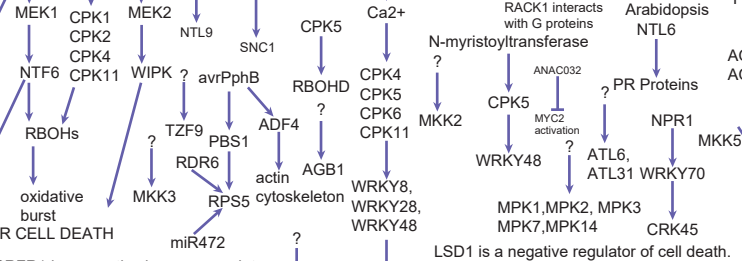 MEK1
CPK1
CPK2
CPK4
CPK11
MEK2
NTL9
SNC1
CPK5
Ca2+
RACK1 interacts
with G proteins
N-myristoyltransferase
Arabidopsis
NTL6
NTF6
WIPK
?
avrPphB
RBOHD
CPK4
CPK5
CPK6
CPK11
?
ANAC032
PR Proteins
RBOHs
?
TZF9
PBS1
ADF4
?
MKK2
CPK5
MYC2
activation
?
NPR1
MKK5
RDR6
AGB1
WRKY48
?
ATL6,
ATL31
WRKY70
oxidative
burst
MKK3
RPS5
actin
cytoskeleton
WRKY8,
WRKY28,
WRKY48
MPK1,MPK2, MPK3
MPK7,MPK14
CRK45
R CELL DEATH
miR472
?
LSD1 is a negative regulator of cell death.